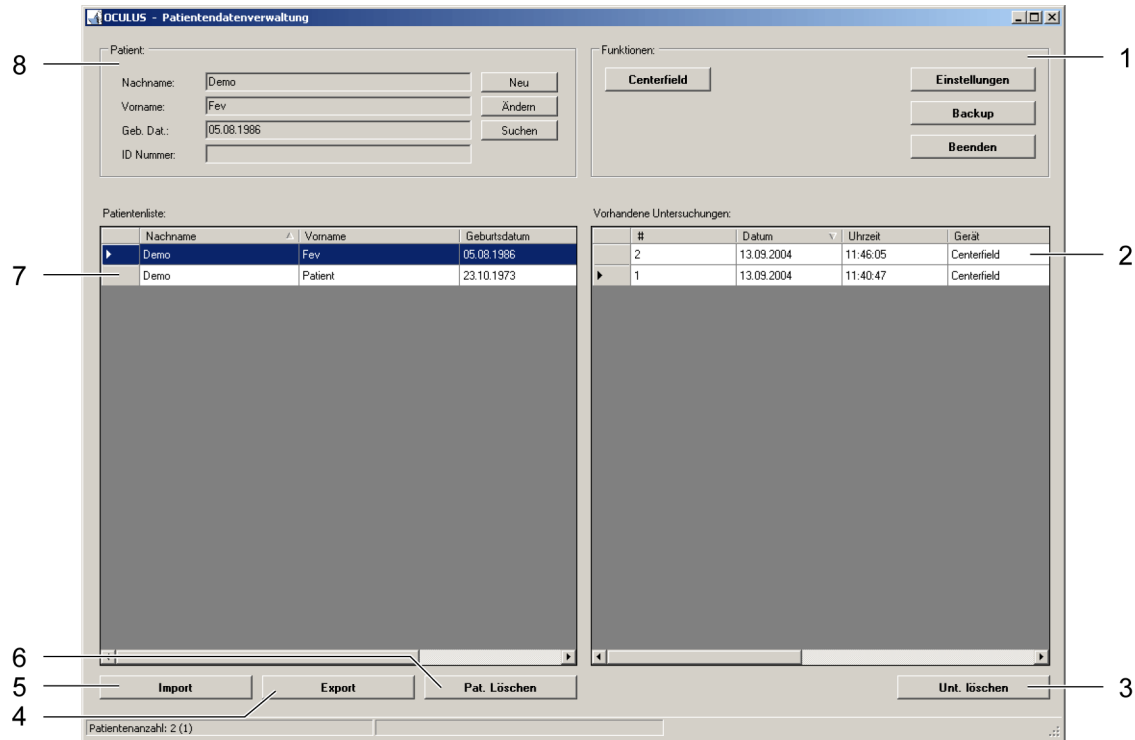 OCULUS - Patientendatenverwaltung
8
Patient:
Nachname: Demo Neu
Vorname: Fev Ändern
Geb. Dat.: 05.08.1986 Suchen
ID Nummer:
Funktionen:
1
Centerfield Einstellungen
Backup
Beenden
Patientenliste:
Nachname Vorname Geburtsdatum
Demo Fev 05.08.1986
7
Demo Patient 23.10.1973
Vorhandene Untersuchungen:
# Datum Uhrzeit Gerät
2 13.09.2004 11:46:05 Centerfield
2
1 13.09.2004 11:40:47 Centerfield
6
5
4
Import Export Pat. Löschen
Unt. löschen
3
Patientenanzahl: 2 (1)